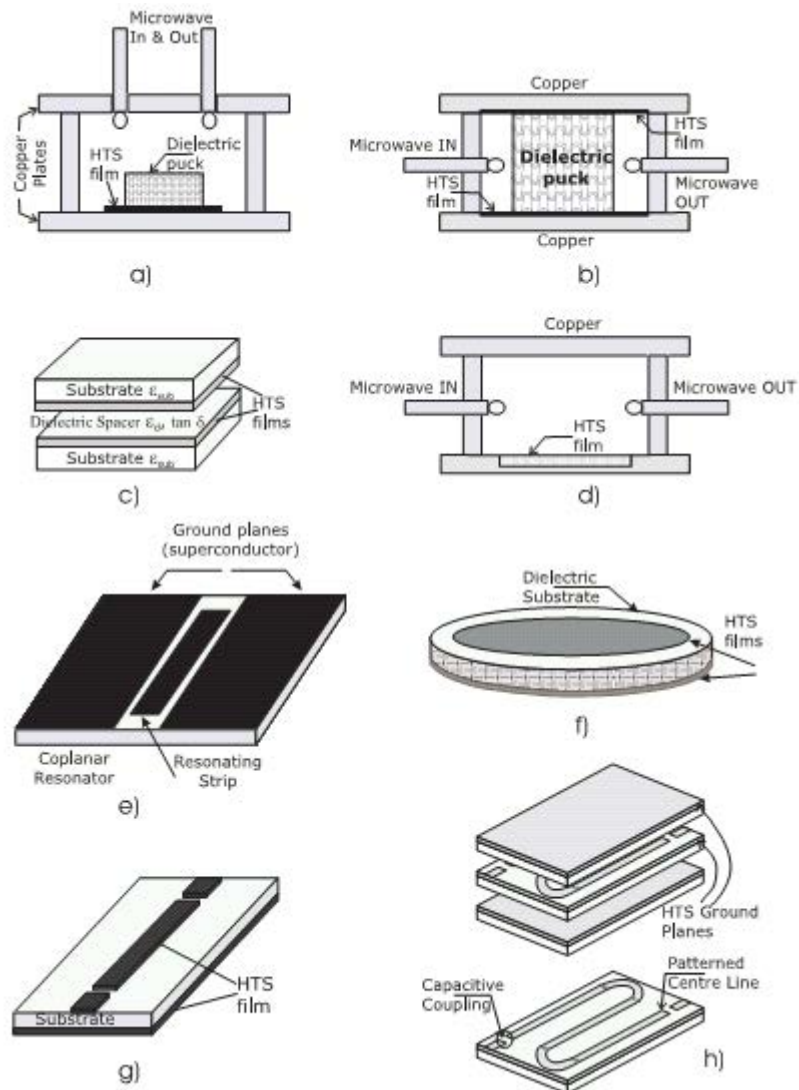 Microwave
In & Out
Copper
Plates
HTS
film
Dielectric
puck
a)
Copper
Microwave IN
HTS
film
Dielectric
puck
HTS
film
Microwave
OUT
Copper
b)
Substrate εsub
Dielectric Spacer εd, tan δ
HTS
films
Substrate εsub
c)
Copper
Microwave IN
Microwave OUT
HTS
film
d)
Ground planes
(superconductor)
Coplanar
Resonator
Resonating
Strip
e)
Dielectric
Substrate
HTS
films
f)
HTS
film
Substrate
g)
HTS Ground
Planes
Capacitive
Coupling
Patterned
Centre Line
h)